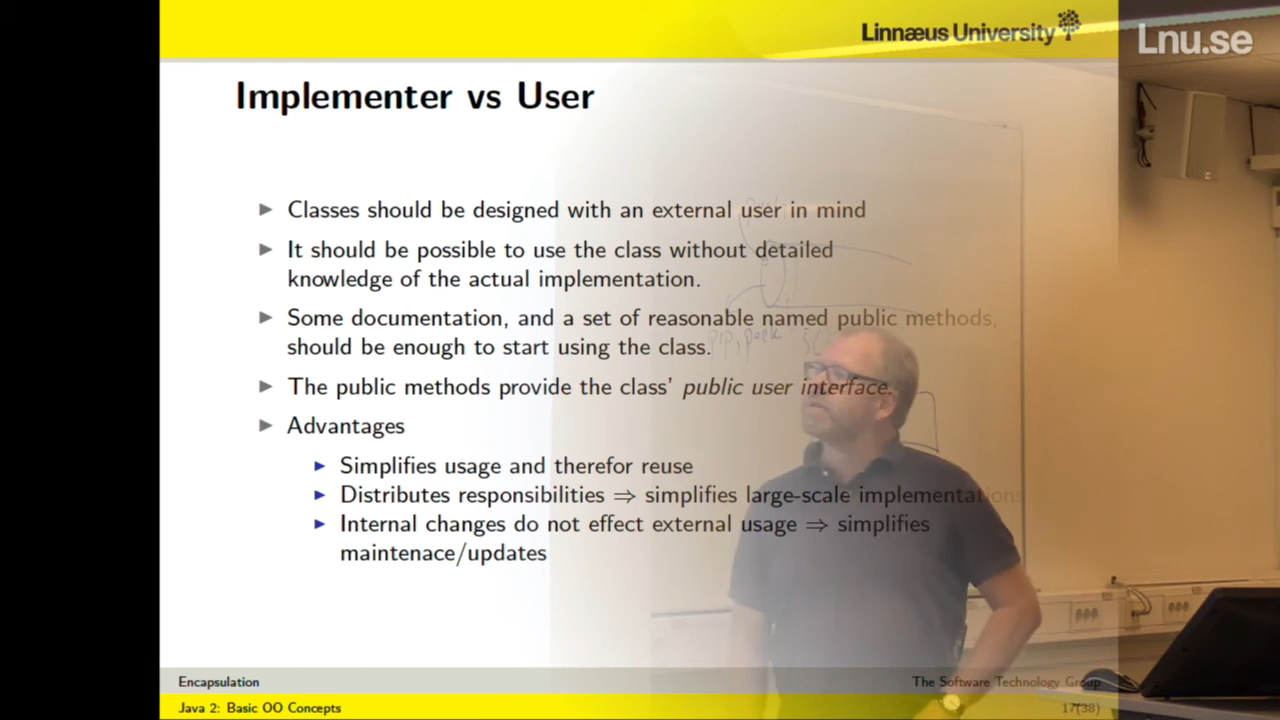 Linnæus University
Lnu.se
Implementer vs User
▶ Classes should be designed with an external user in mind
▶ It should be possible to use the class without detailed
knowledge of the actual implementation.
▶ Some documentation, and a set of reasonable named public methods,
should be enough to start using the class.
▶ The public methods provide the class' public user interface.
▶ Advantages
▶ Simplifies usage and therefor reuse
▶ Distributes responsibilities ⇒ simplifies large-scale implementations
▶ Internal changes do not effect external usage ⇒ simplifies
maintenace/updates
Encapsulation
The Software Technology Group
Java 2: Basic OO Concepts
17(38)